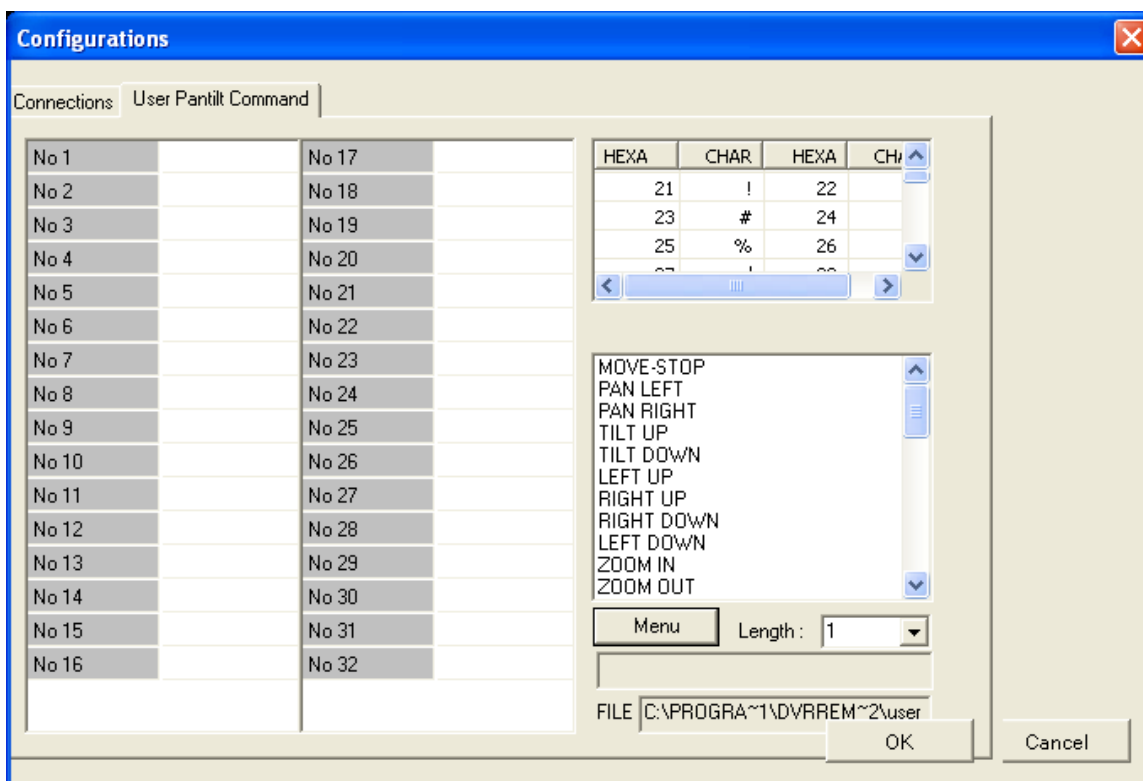 Configurations
Connections User Pantilt Command
No 1 No 17
No 2 No 18
No 3 No 19
No 4 No 20
No 5 No 21
No 6 No 22
No 7 No 23
No 8 No 24
No 9 No 25
No 10 No 26
No 11 No 27
No 12 No 28
No 13 No 29
No 14 No 30
No 15 No 31
No 16 No 32
HEXA CHAR HEXA
21 ! 22
23 # 24
25 % 26
MOVE-STOP
PAN LEFT
PAN RIGHT
TILT UP
TILT DOWN
LEFT UP
RIGHT UP
RIGHT DOWN
LEFT DOWN
ZOOM IN
ZOOM OUT
Menu Length : 1
FILE C:\PROGRA~1\DVRREM~2\user
OK Cancel